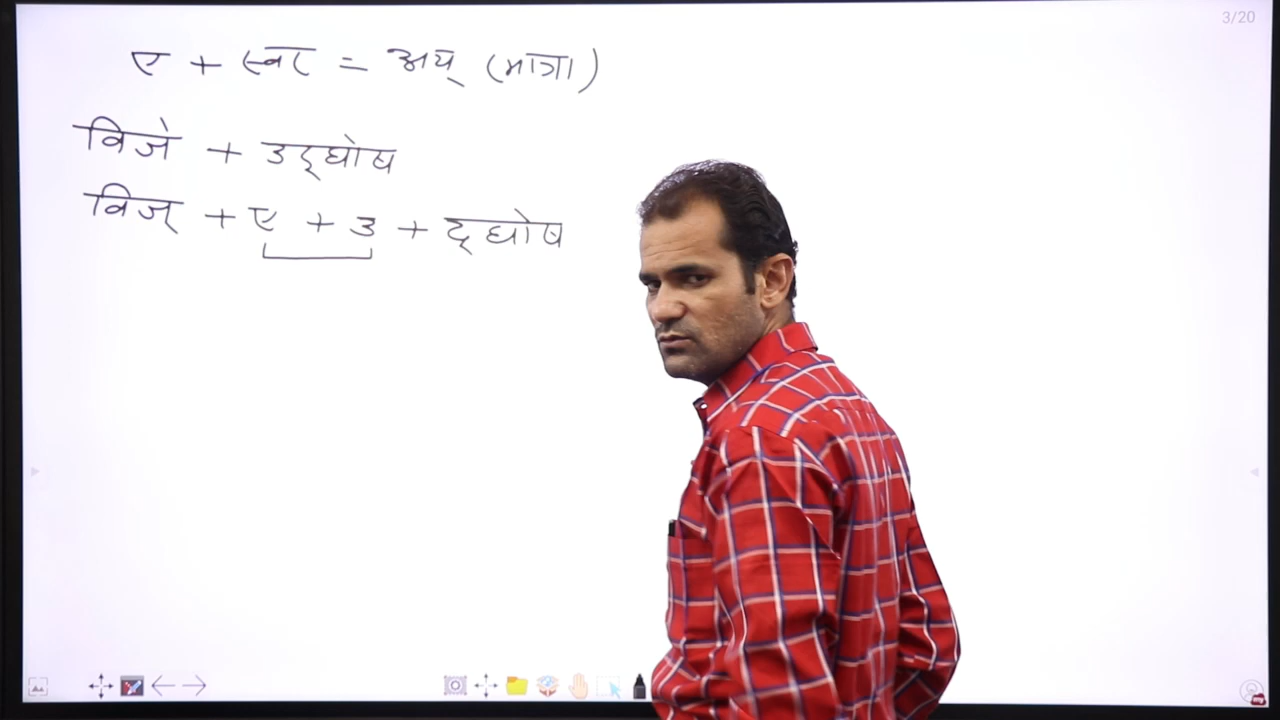 3/20
ए + स्वर = अय् (मात्रा)
विजे + उद्घोष
विज् + ए + उ + द्घोष